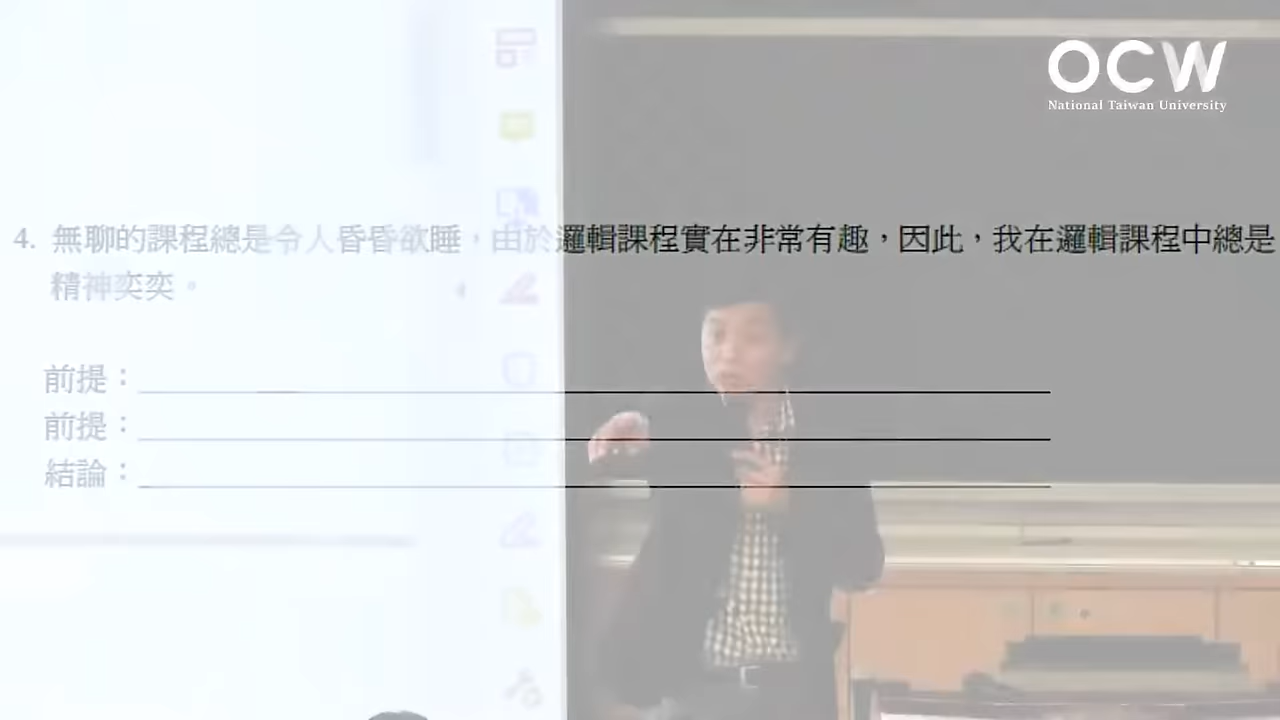 OCW
National Taiwan University
4. 無聊的課程總是令人昏昏欲睡，由於邏輯課程實在非常有趣，因此，我在邏輯課程中總是
精神奕奕。
前提：
前提：
結論：